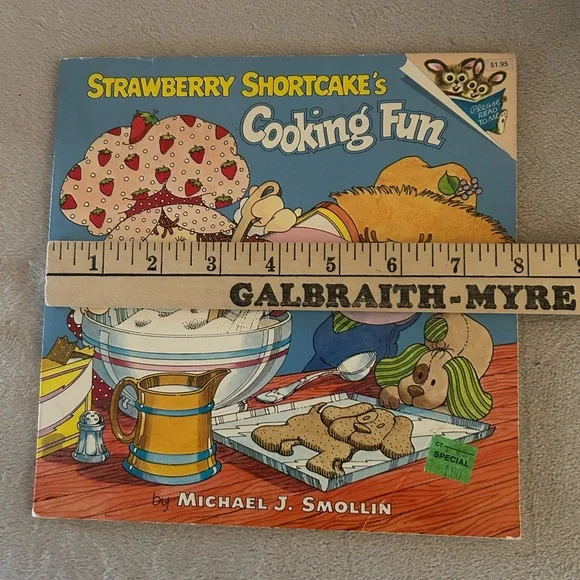 $1.95
STRAWBERRY SHORTCAKE's
Cooking Fun
Please
READ
TO ME
1 2 3 4 5 6 7 8
GALBRAITH-MYRE
CT
SPECIAL
by MICHAEL J. SMOLLIN